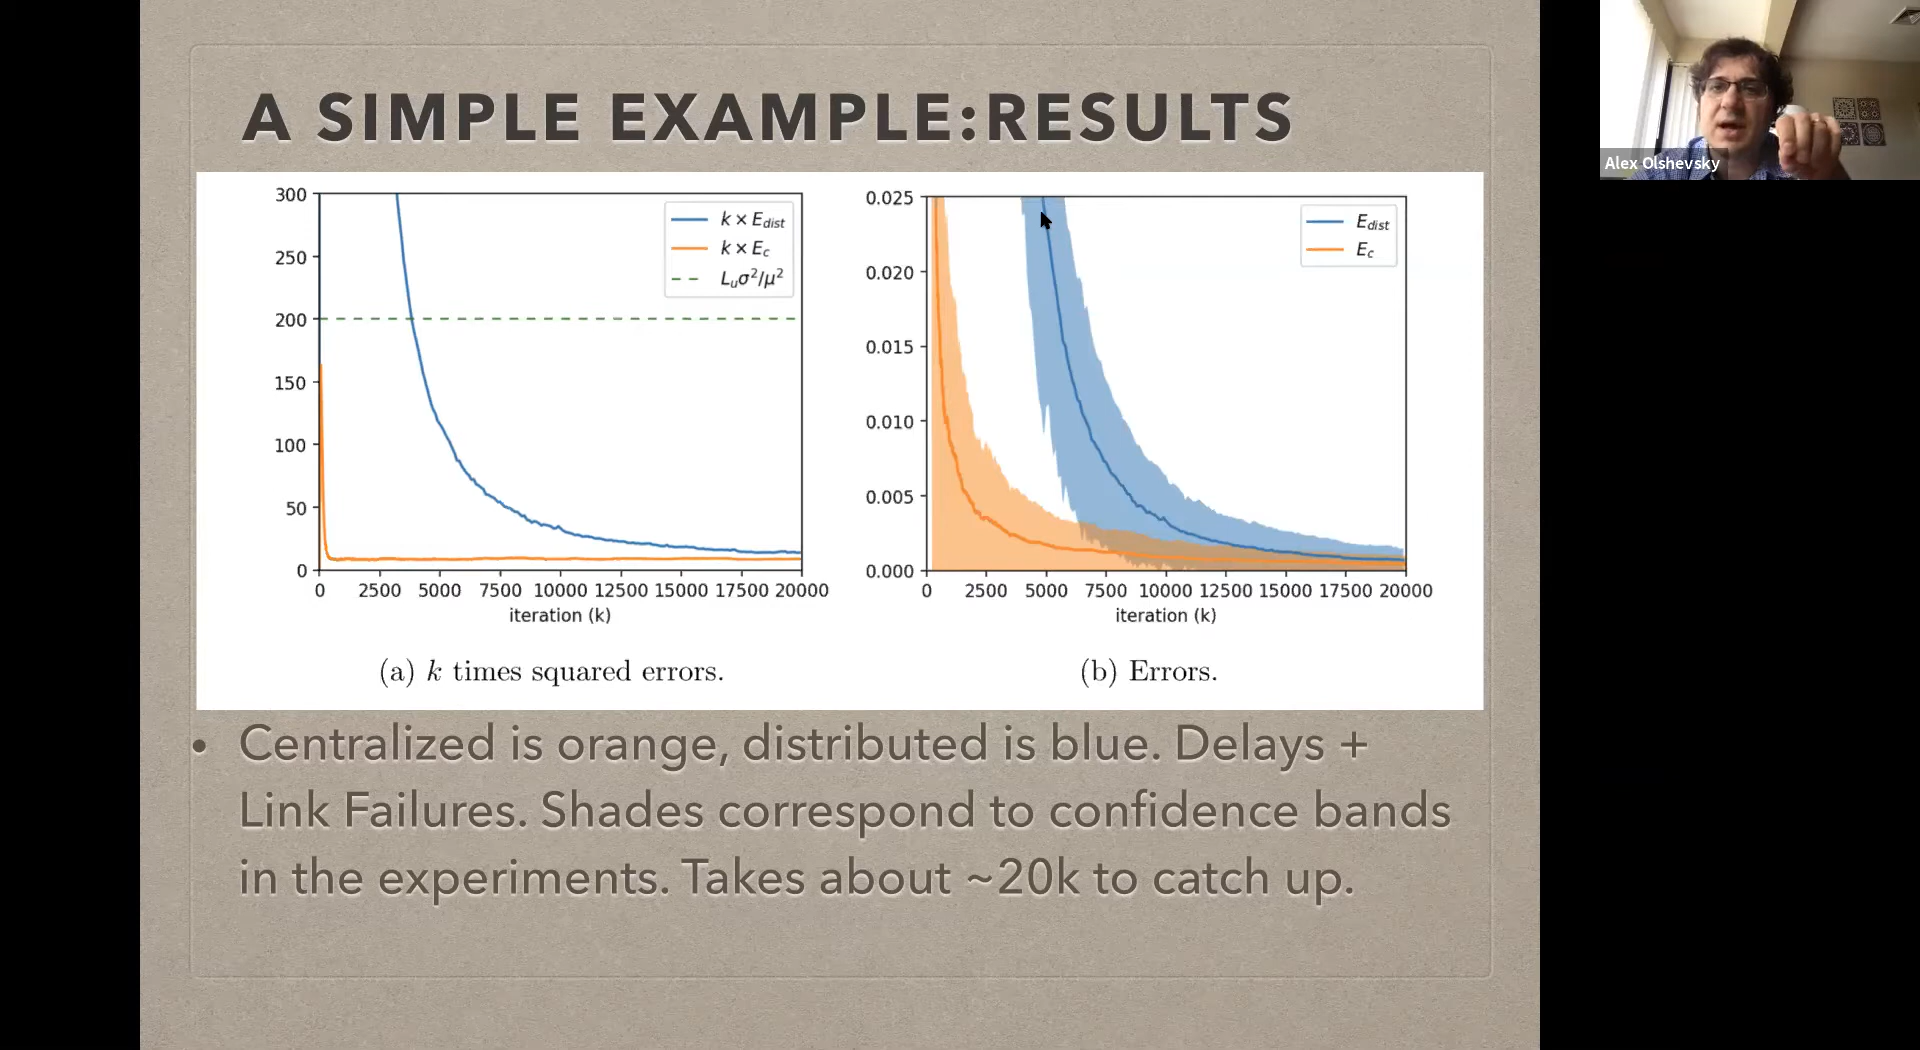 A SIMPLE EXAMPLE:RESULTS
Alex Olshevsky
300
250
200
150
100
50
0
0 2500 5000 7500 10000 12500 15000 17500 20000
iteration (k)
k × E_dist
k × E_c
L_uσ²/μ²
(a) k times squared errors.
0.025
0.020
0.015
0.010
0.005
0.000
0 2500 5000 7500 10000 12500 15000 17500 20000
iteration (k)
E_dist
E_c
(b) Errors.
• Centralized is orange, distributed is blue. Delays +
Link Failures. Shades correspond to confidence bands
in the experiments. Takes about ~20k to catch up.